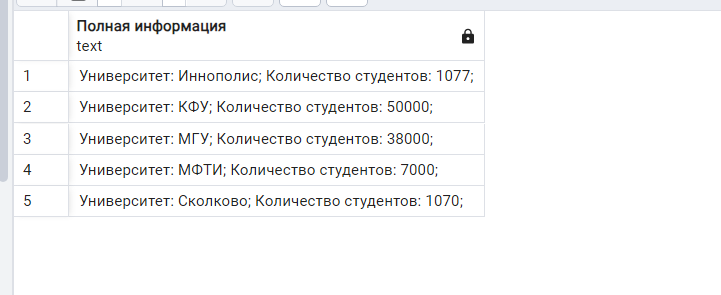 Полная информация
text
1 Университет: Иннополис; Количество студентов: 1077;
2 Университет: КФУ; Количество студентов: 50000;
3 Университет: МГУ; Количество студентов: 38000;
4 Университет: МФТИ; Количество студентов: 7000;
5 Университет: Сколково; Количество студентов: 1070;